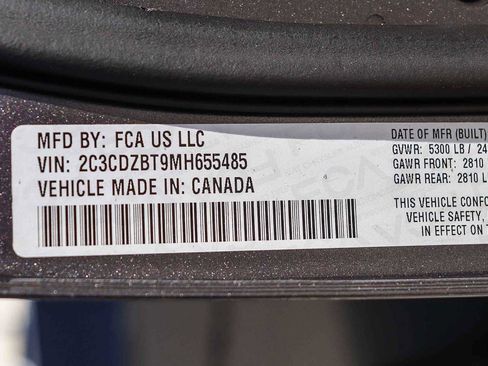 MFD BY: FCA US LLC
VIN: 2C3CDZBT9MH655485
VEHICLE MADE IN: CANADA
DATE OF MFR (BUILT)
GVWR: 5300 LB / 24
GAWR FRONT: 2810
GAWR REAR: 2810 L
THIS VEHICLE CONF
VEHICLE SAFETY,
IN EFFECT ON T